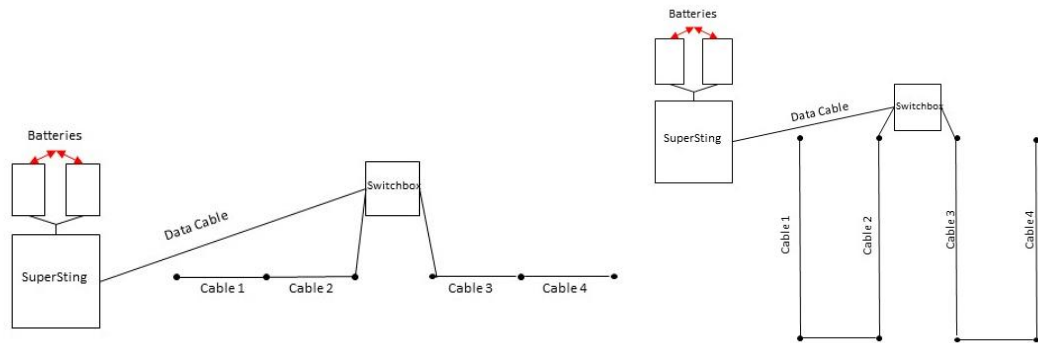 Batteries
SuperSting
Data Cable
Switchbox
Cable 1
Cable 2
Cable 3
Cable 4
Batteries
SuperSting
Data Cable
Switchbox
Cable 1
Cable 2
Cable 3
Cable 4